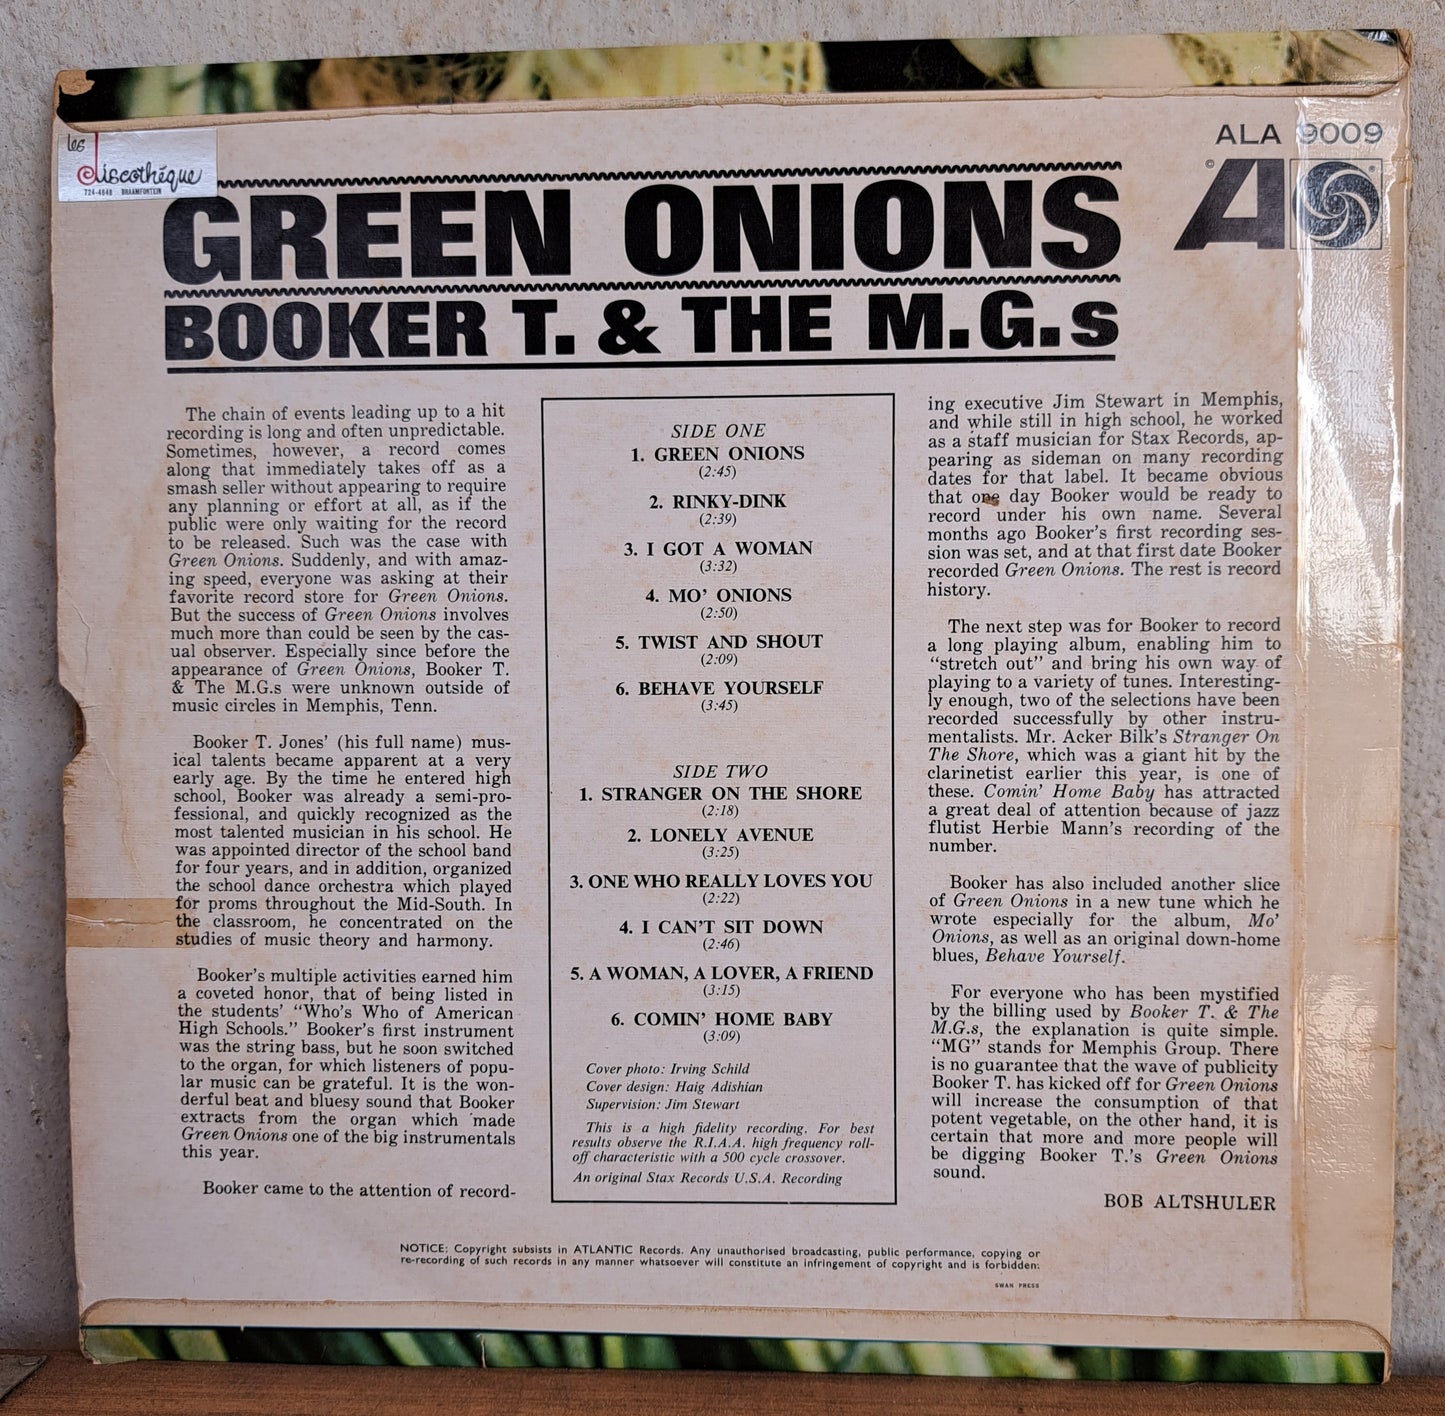 les
discothéque
724-4848 BRAAMFONTEIN
ALA 9009
GREEN ONIONS
BOOKER T. & THE M.G.s
The chain of events leading up to a hit
recording is long and often unpredictable.
Sometimes, however, a record comes
along that immediately takes off as a
smash seller without appearing to require
any planning or effort at all, as if the
public were only waiting for the record
to be released. Such was the case with
Green Onions. Suddenly, and with amaz-
ing speed, everyone was asking at their
favorite record store for Green Onions.
But the success of Green Onions involves
much more than could be seen by the cas-
ual observer. Especially since before the
appearance of Green Onions, Booker T.
& The M.G.s were unknown outside of
music circles in Memphis, Tenn.
Booker T. Jones' (his full name) mus-
ical talents became apparent at a very
early age. By the time he entered high
school, Booker was already a semi-pro-
fessional, and quickly recognized as the
most talented musician in his school. He
was appointed director of the school band
for four years, and in addition, organized
the school dance orchestra which played
for proms throughout the Mid-South. In
the classroom, he concentrated on the
studies of music theory and harmony.
Booker's multiple activities earned him
a coveted honor, that of being listed in
the students' "Who's Who of American
High Schools." Booker's first instrument
was the string bass, but he soon switched
to the organ, for which listeners of popu-
lar music can be grateful. It is the won-
derful beat and bluesy sound that Booker
extracts from the organ which made
Green Onions one of the big instrumentals
this year.
Booker came to the attention of record-
SIDE ONE
1. GREEN ONIONS
(2:45)
2. RINKY-DINK
(2:39)
3. I GOT A WOMAN
(3:32)
4. MO' ONIONS
(2:50)
5. TWIST AND SHOUT
(2:09)
6. BEHAVE YOURSELF
(3:45)
SIDE TWO
1. STRANGER ON THE SHORE
(2:18)
2. LONELY AVENUE
(3:25)
3. ONE WHO REALLY LOVES YOU
(2:22)
4. I CAN'T SIT DOWN
(2:46)
5. A WOMAN, A LOVER, A FRIEND
(3:15)
6. COMIN' HOME BABY
(3:09)
Cover photo: Irving Schild
Cover design: Haig Adishian
Supervision: Jim Stewart
This is a high fidelity recording. For best
results observe the R.I.A.A. high frequency roll-
off characteristic with a 500 cycle crossover.
An original Stax Records U.S.A. Recording
ing executive Jim Stewart in Memphis,
and while still in high school, he worked
as a staff musician for Stax Records, ap-
pearing as sideman on many recording
dates for that label. It became obvious
that one day Booker would be ready to
record under his own name. Several
months ago Booker's first recording ses-
sion was set, and at that first date Booker
recorded Green Onions. The rest is record
history.
The next step was for Booker to record
a long playing album, enabling him to
"stretch out" and bring his own way of
playing to a variety of tunes. Interesting-
ly enough, two of the selections have been
recorded successfully by other instru-
mentalists. Mr. Acker Bilk's Stranger On
The Shore, which was a giant hit by the
clarinetist earlier this year, is one of
these. Comin' Home Baby has attracted
a great deal of attention because of jazz
flutist Herbie Mann's recording of the
number.
Booker has also included another slice
of Green Onions in a new tune which he
wrote especially for the album, Mo'
Onions, as well as an original down-home
blues, Behave Yourself.
For everyone who has been mystified
by the billing used by Booker T. & The
M.G.s, the explanation is quite simple.
"MG" stands for Memphis Group. There
is no guarantee that the wave of publicity
Booker T. has kicked off for Green Onions
will increase the consumption of that
potent vegetable, on the other hand, it is
certain that more and more people will
be digging Booker T.'s Green Onions
sound.
BOB ALTSHULER
NOTICE: Copyright subsists in ATLANTIC Records. Any unauthorised broadcasting, public performance, copying or
re-recording of such records in any manner whatsoever will constitute an infringement of copyright and is forbidden.
SWAN PRESS